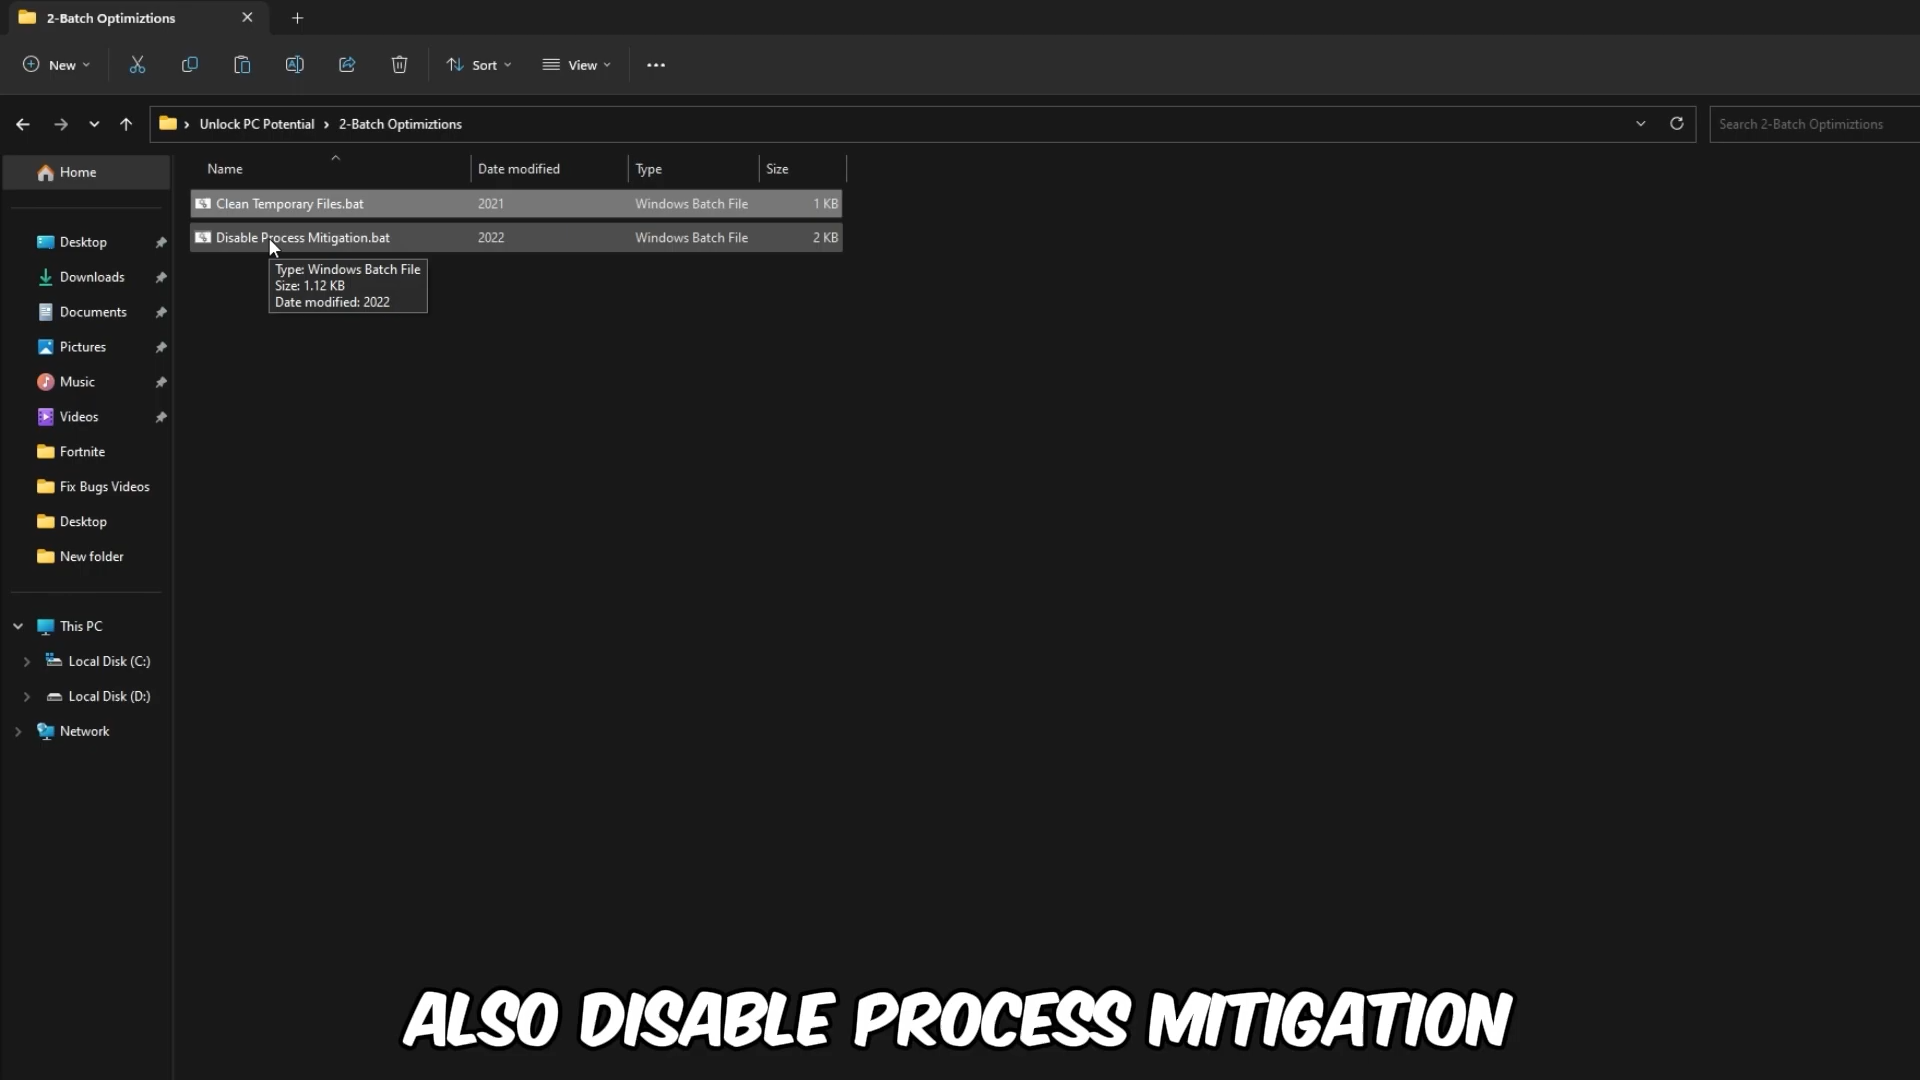 2-Batch Optimiztions
New
Sort
View
Unlock PC Potential
2-Batch Optimiztions
Search 2-Batch Optimiztions
Home
Desktop
Downloads
Documents
Pictures
Music
Videos
Fortnite
Fix Bugs Videos
Desktop
New folder
This PC
Local Disk (C:)
Local Disk (D:)
Network
Name Date modified Type Size
Clean Temporary Files.bat 2021 Windows Batch File 1 KB
Disable Process Mitigation.bat 2022 Windows Batch File 2 KB
Type: Windows Batch File
Size: 1.12 KB
Date modified: 2022
ALSO DISABLE PROCESS MITIGATION